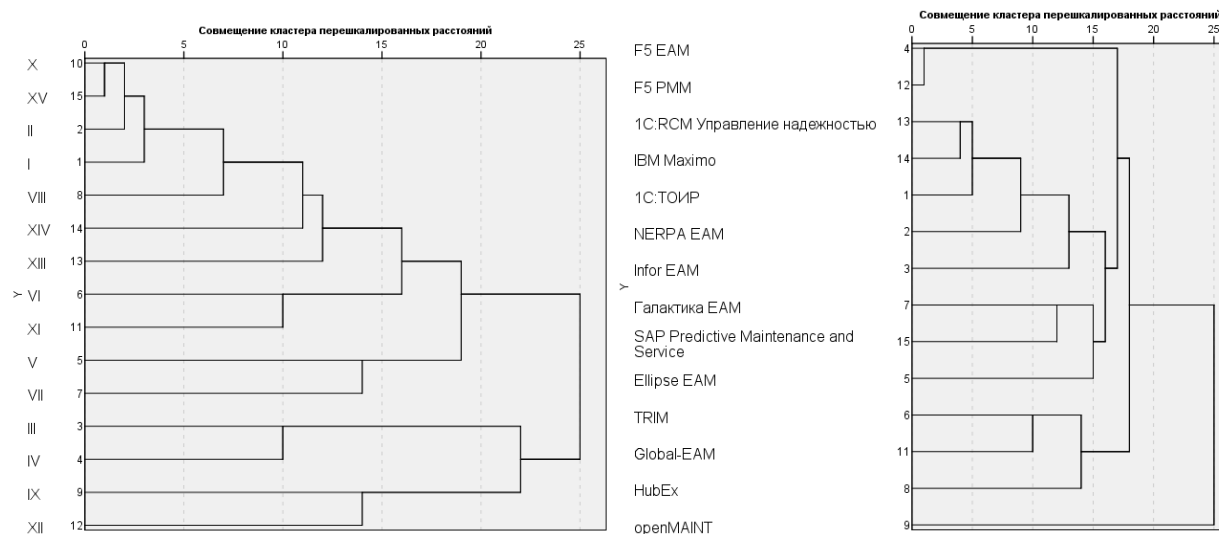 Совмещение кластера перешкалированных расстояний
0 5 10 15 20 25
X 10
XV 15
II 2
I 1
VIII 8
XIV 14
XIII 13
Y
VI 6
XI 11
V 5
VII 7
III 3
IV 4
IX 9
XII 12
Совмещение кластера перешкалированных расстояний
0 5 10 15 20 25
F5 EAM 4
F5 PMM 12
1С:RCM Управление надежностью 13
IBM Maximo 14
1С:ТОИР 1
NERPA EAM 2
Infor EAM 3
Y
Галактика EAM 7
SAP Predictive Maintenance and
Service 15
Ellipse EAM 5
TRIM 6
Global-EAM 11
HubEx 8
openMAINT 9